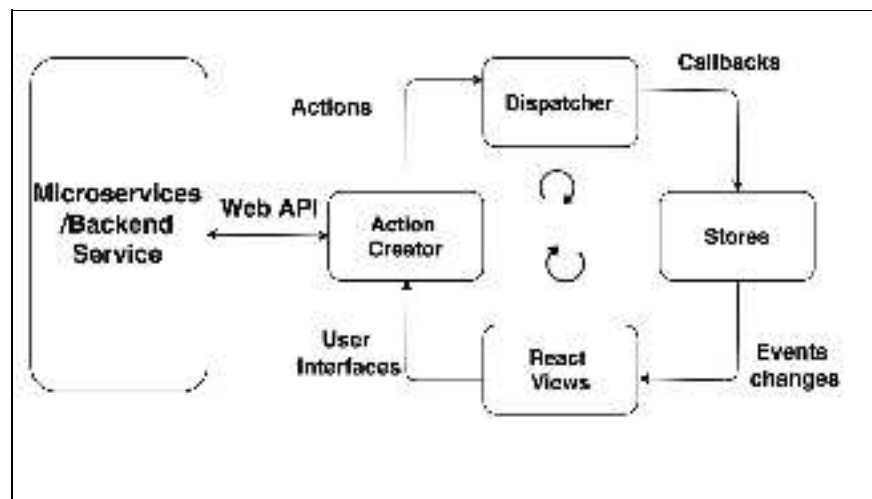 Callbacks
Actions
Dispatcher
Microservices
/Backend
Service
Web API
Action
Creator
Stores
User
Interfaces
React
Views
Events
changes